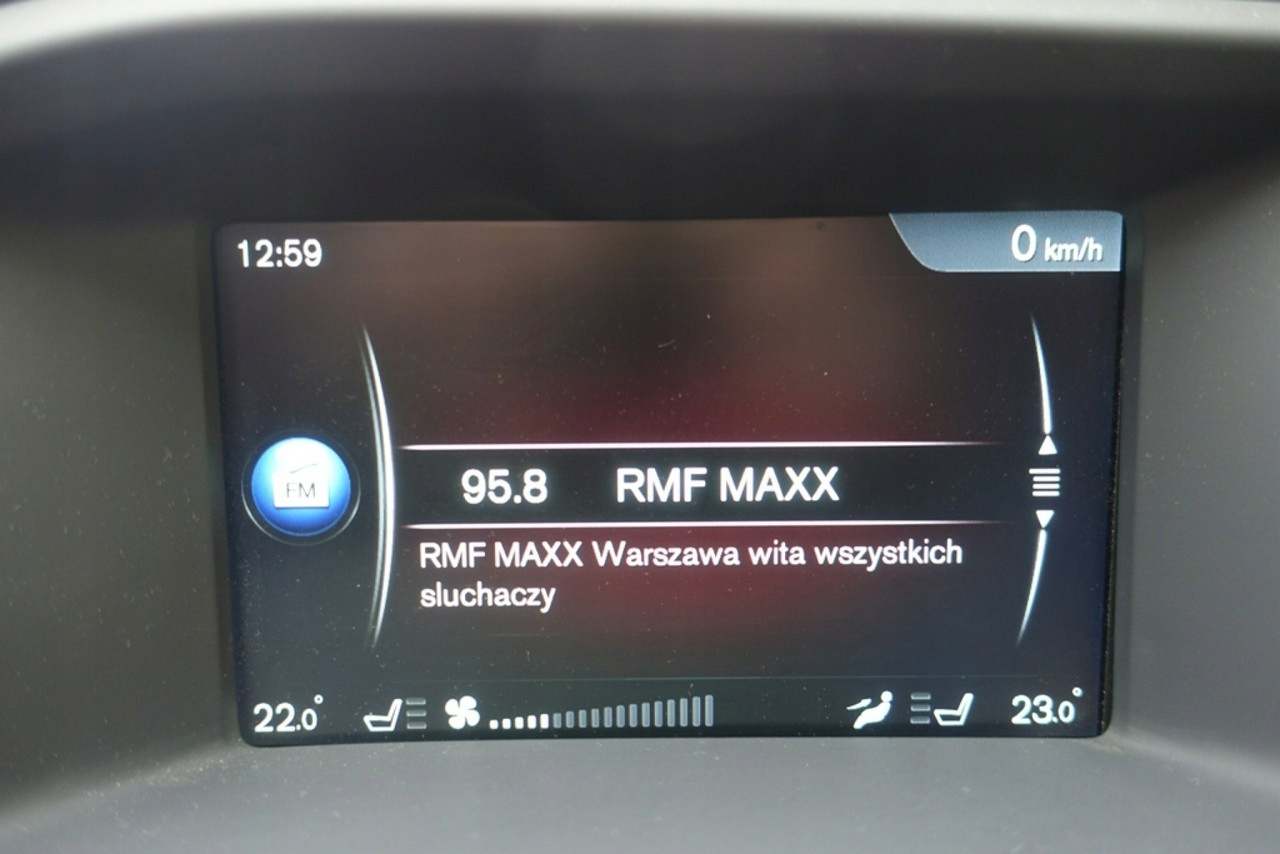 12:59
0 km/h
FM
95.8 RMF MAXX
RMF MAXX Warszawa wita wszystkich
sluchaczy
22.0° 23.0°